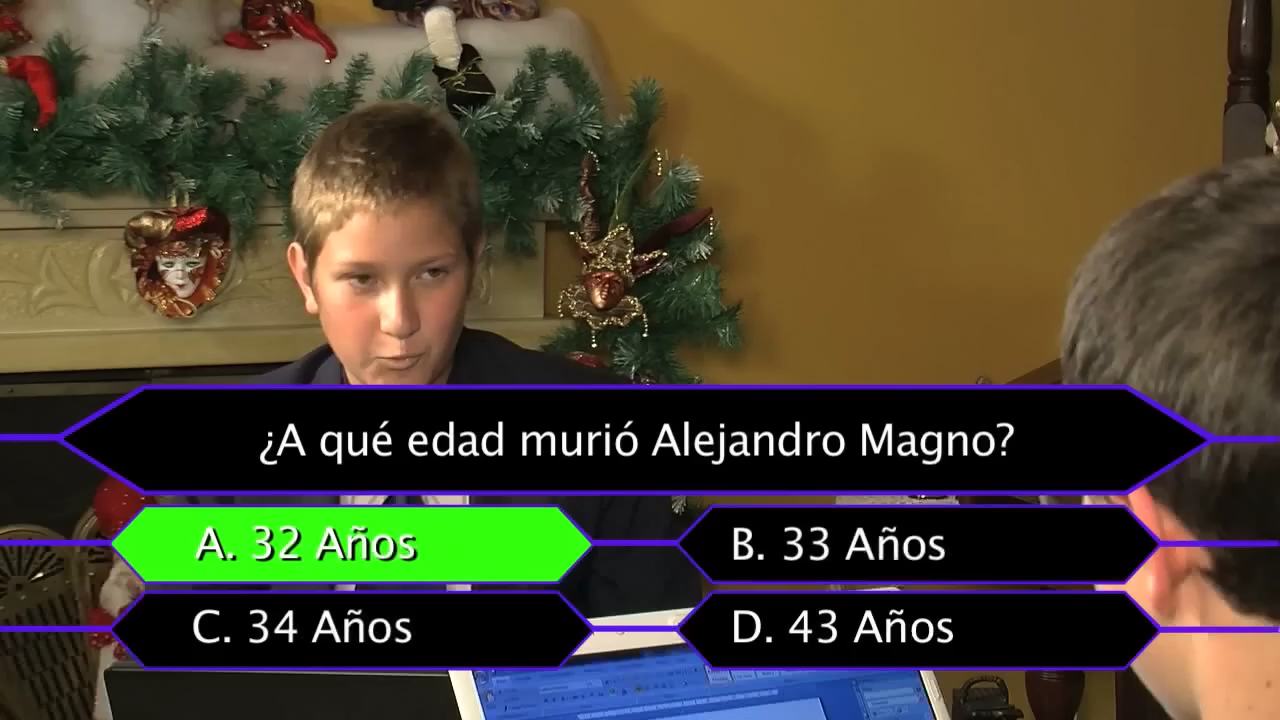 ¿A qué edad murió Alejandro Magno?
A. 32 Años
B. 33 Años
C. 34 Años
D. 43 Años